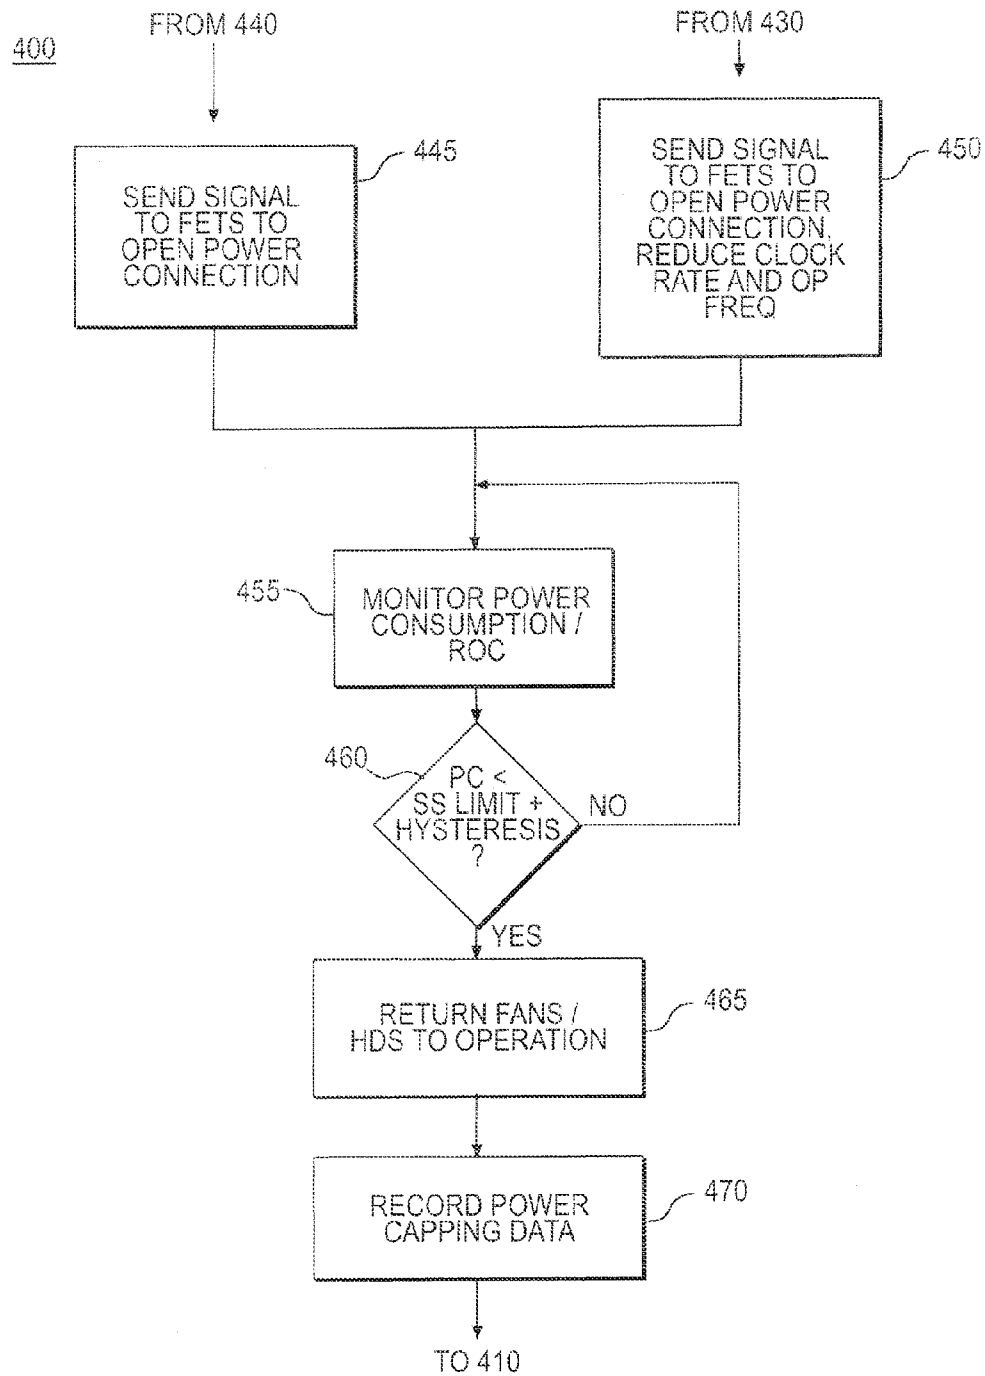 400
FROM 440
FROM 430
445
SEND SIGNAL
TO FETS TO
OPEN POWER
CONNECTION
450
SEND SIGNAL
TO FETS TO
OPEN POWER
CONNECTION,
REDUCE CLOCK
RATE AND OP
FREQ
455
MONITOR POWER
CONSUMPTION /
ROC
460
PC <
SS LIMIT +
HYSTERESIS
?
NO
YES
465
RETURN FANS /
HDS TO OPERATION
470
RECORD POWER
CAPPING DATA
TO 410